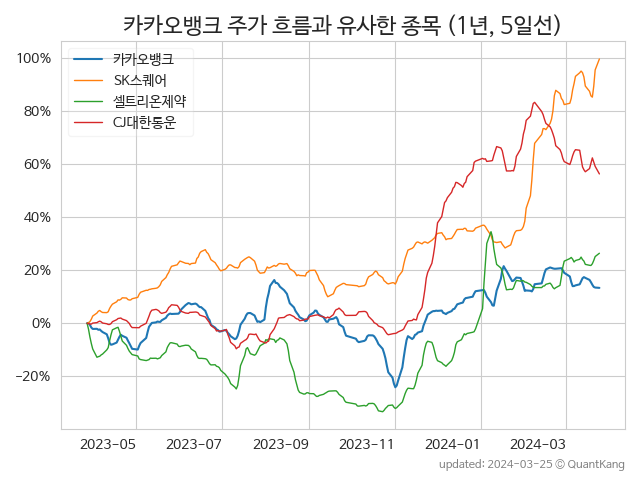 카카오뱅크 주가 흐름과 유사한 종목 (1년, 5일선)
카카오뱅크
SK스퀘어
셀트리온제약
CJ대한통운
100%
80%
60%
40%
20%
0%
−20%
2023-05
2023-07
2023-09
2023-11
2024-01
2024-03
updated: 2024-03-25 © QuantKang